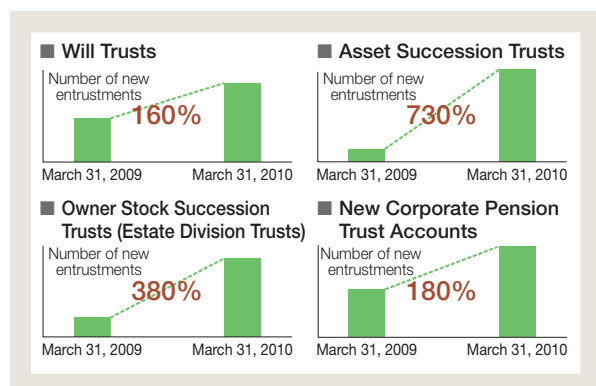 Will Trusts
Number of new
entrustments
160%
March 31, 2009
March 31, 2010
Asset Succession Trusts
Number of new
entrustments
730%
March 31, 2009
March 31, 2010
Owner Stock Succession
Trusts (Estate Division Trusts)
Number of new
entrustments
380%
March 31, 2009
March 31, 2010
New Corporate Pension
Trust Accounts
Number of new
entrustments
180%
March 31, 2009
March 31, 2010